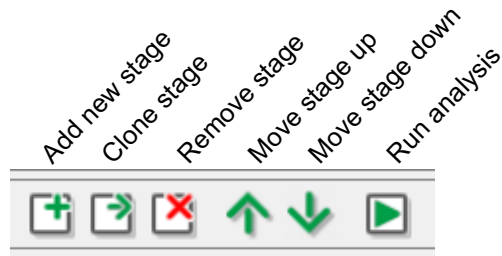 Add new stage
Clone stage
Remove stage
Move stage up
Move stage down
Run analysis